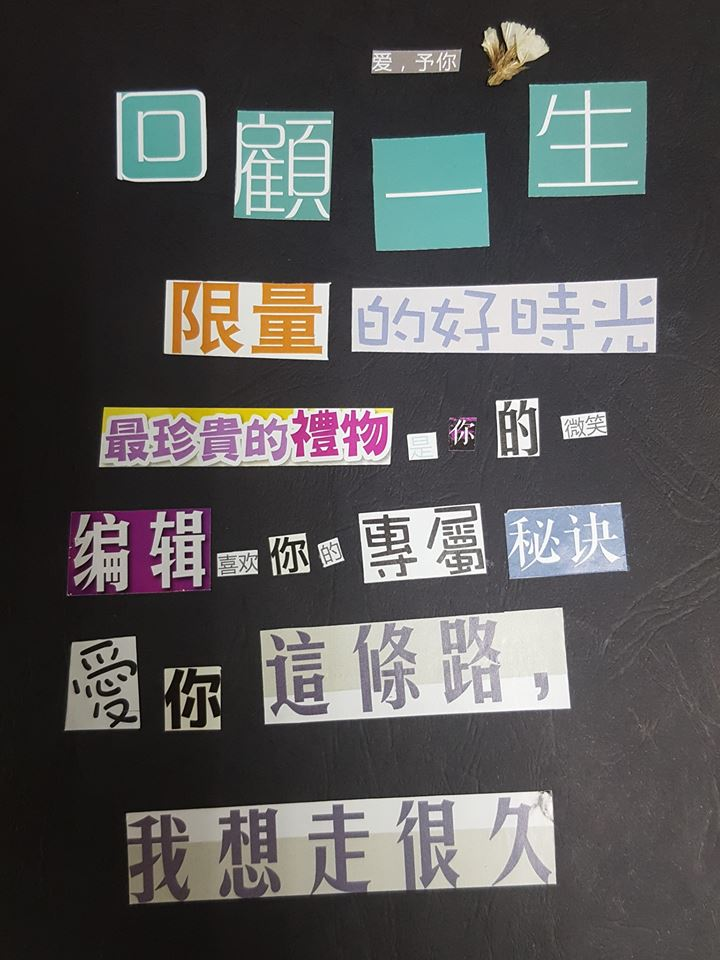 爱，予你
回顧一生
限量的好時光
最珍貴的禮物是你的微笑
编辑喜欢你的專屬秘诀
愛你這條路，
我想走很久